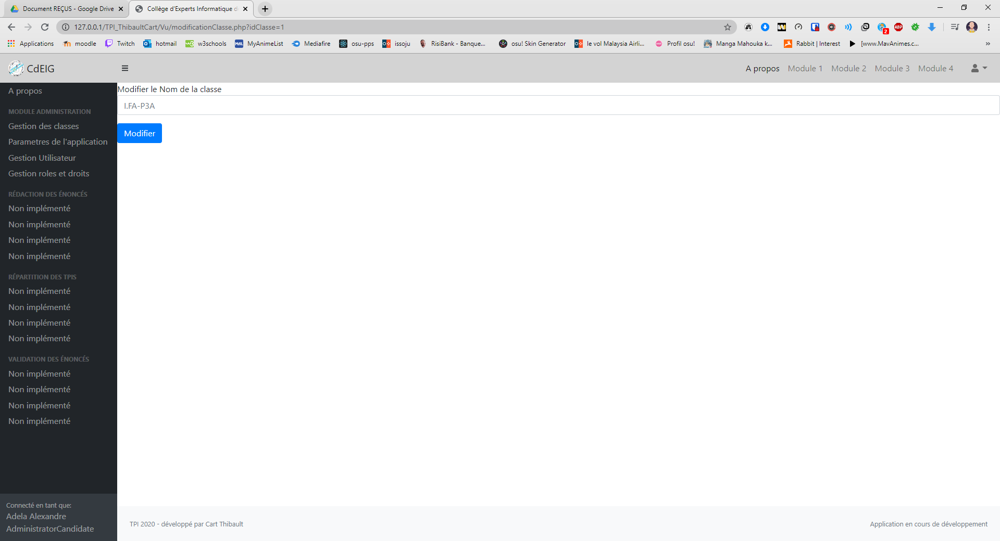 Document REÇUS - Google Drive
Collège d'Experts Informatique d
127.0.0.1/TPI_ThibaultCart/Vu/modificationClasse.php?idClasse=1
2
ABP
Applications
moodle
Twitch
hotmail
w3schools
MAL
MyAnimeList
Mediafire
osu-pps
issoju
RisiBank - Banque...
osu! Skin Generator
le vol Malaysia Airli...
Profil osu!
Manga Mahouka k...
Rabbit | Interest
[www.MavAnimes.c...
»
CdEIG
A propos
Module 1
Module 2
Module 3
Module 4
A propos
MODULE ADMINISTRATION
Gestion des classes
Parametres de l'application
Gestion Utilisateur
Gestion roles et droits
RÉDACTION DES ÉNONCÉS
Non implémenté
Non implémenté
Non implémenté
Non implémenté
RÉPARTITION DES TPIS
Non implémenté
Non implémenté
Non implémenté
Non implémenté
VALIDATION DES ÉNONCÉS
Non implémenté
Non implémenté
Non implémenté
Non implémenté
Connecté en tant que:
Adela Alexandre
AdministratorCandidate
Modifier le Nom de la classe
I.FA-P3A
Modifier
TPI 2020 - développé par Cart Thibault
Application en cours de développement